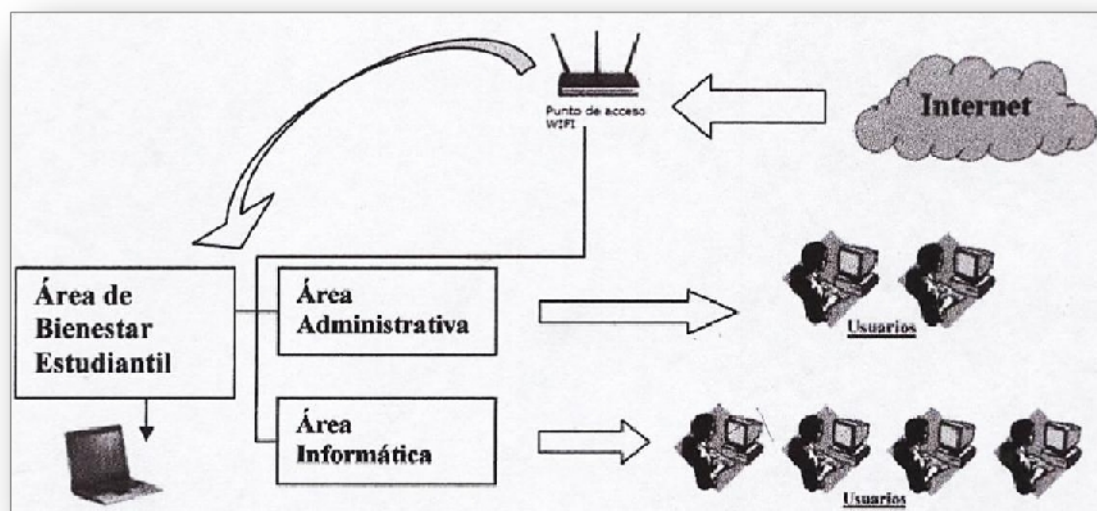 Punto de acceso
WIFI
Internet
Área de
Bienestar
Estudiantil
Área
Administrativa
Usuarios
Área
Informática
Usuarios